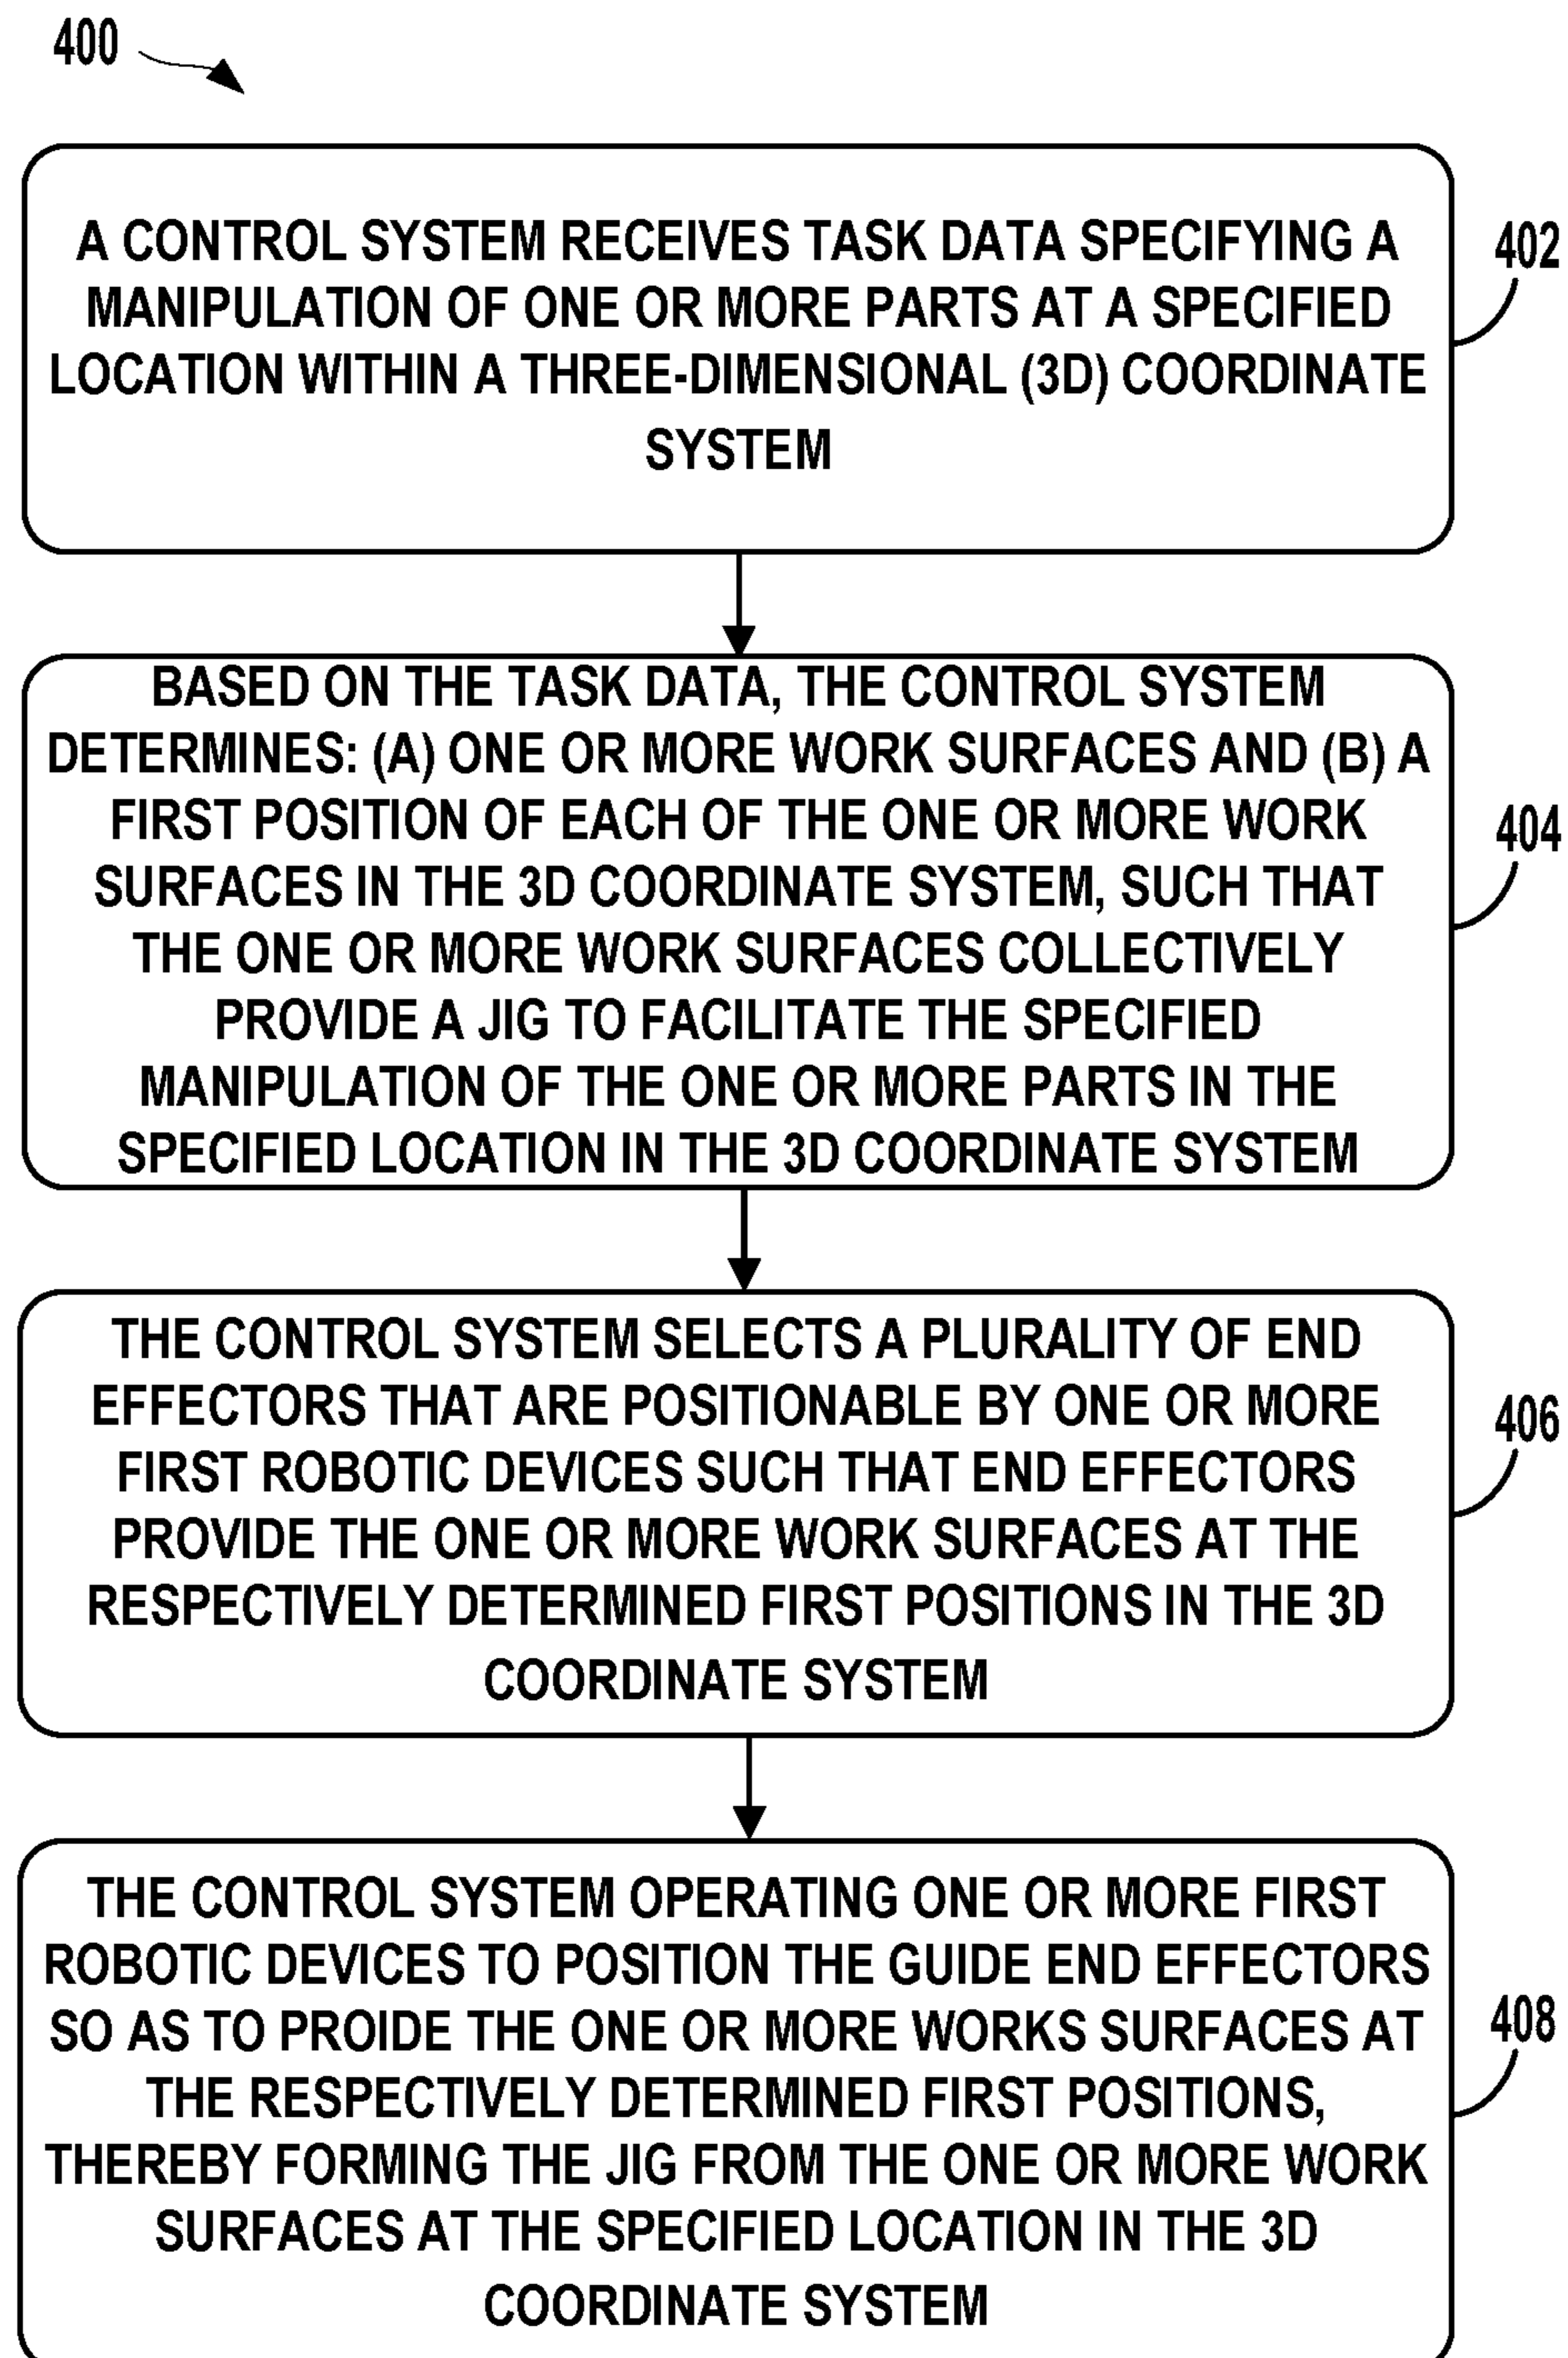 400
A CONTROL SYSTEM RECEIVES TASK DATA SPECIFYING A
MANIPULATION OF ONE OR MORE PARTS AT A SPECIFIED
LOCATION WITHIN A THREE-DIMENSIONAL (3D) COORDINATE
SYSTEM
402
BASED ON THE TASK DATA, THE CONTROL SYSTEM
DETERMINES: (A) ONE OR MORE WORK SURFACES AND (B) A
FIRST POSITION OF EACH OF THE ONE OR MORE WORK
SURFACES IN THE 3D COORDINATE SYSTEM, SUCH THAT
THE ONE OR MORE WORK SURFACES COLLECTIVELY
PROVIDE A JIG TO FACILITATE THE SPECIFIED
MANIPULATION OF THE ONE OR MORE PARTS IN THE
SPECIFIED LOCATION IN THE 3D COORDINATE SYSTEM
404
THE CONTROL SYSTEM SELECTS A PLURALITY OF END
EFFECTORS THAT ARE POSITIONABLE BY ONE OR MORE
FIRST ROBOTIC DEVICES SUCH THAT END EFFECTORS
PROVIDE THE ONE OR MORE WORK SURFACES AT THE
RESPECTIVELY DETERMINED FIRST POSITIONS IN THE 3D
COORDINATE SYSTEM
406
THE CONTROL SYSTEM OPERATING ONE OR MORE FIRST
ROBOTIC DEVICES TO POSITION THE GUIDE END EFFECTORS
SO AS TO PROIDE THE ONE OR MORE WORKS SURFACES AT
THE RESPECTIVELY DETERMINED FIRST POSITIONS,
THEREBY FORMING THE JIG FROM THE ONE OR MORE WORK
SURFACES AT THE SPECIFIED LOCATION IN THE 3D
COORDINATE SYSTEM
408